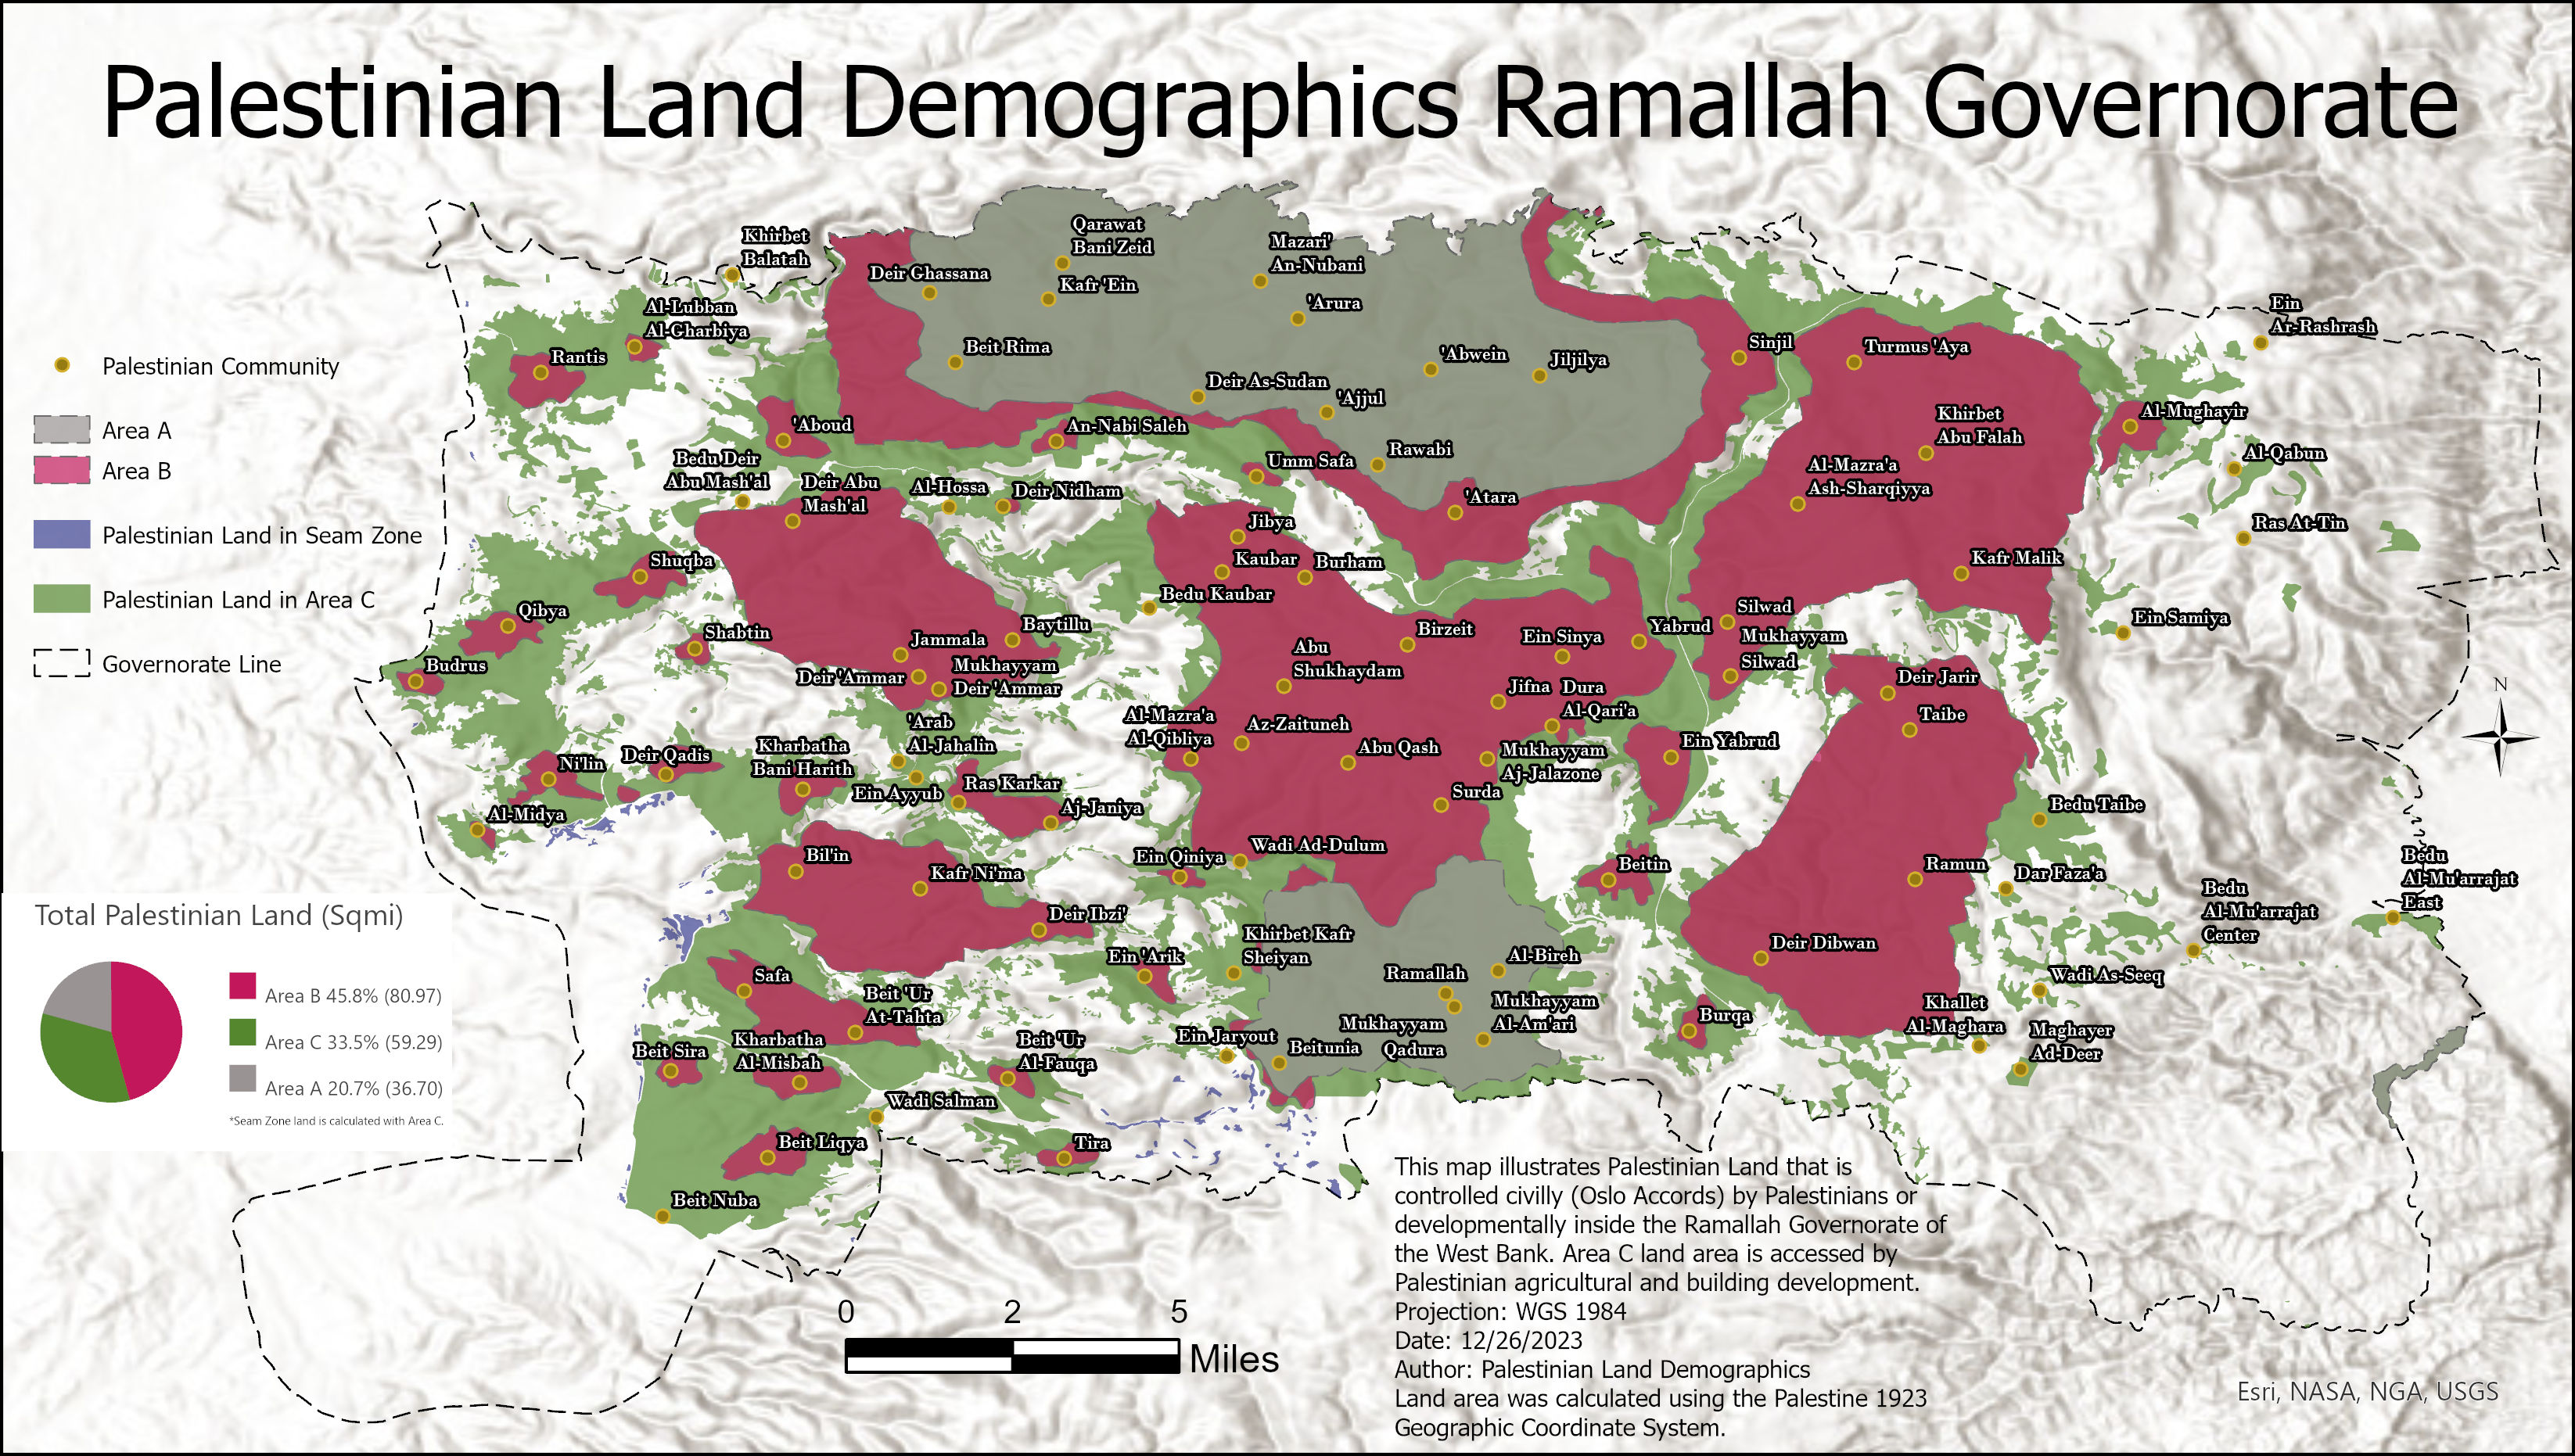 Palestinian Land Demographics Ramallah Governorate
Palestinian Community
Area A
Area B
Palestinian Land in Seam Zone
Palestinian Land in Area C
Governorate Line
Total Palestinian Land (Sqmi)
Area B 45.8% (80.97)
Area C 33.5% (59.29)
Area A 20.7% (36.70)
*Seam Zone land is calculated with Area C.
Khirbet
Balatah
Qarawat
Bani Zeid
Mazari'
An-Nubani
Deir Ghassana
Kafr 'Ein
'Arura
Ein
Ar-Rashrash
Al-Lubban
Al-Gharbiya
Rantis
Beit Rima
'Abwein
Jiljilya
Sinjil
Turmus 'Aya
Deir As-Sudan
'Ajjul
Khirbet
Abu Falah
Al-Mughayir
'Aboud
An-Nabi Saleh
Rawabi
Al-Qabun
Bedu Deir
Abu Mash'al
Deir Abu
Mash'al
Al-Hossa
Deir Nidham
Umm Safa
'Atara
Al-Mazra'a
Ash-Sharqiyya
Ras At-Tin
Jibya
Kaubar
Burham
Kafr Malik
Shuqba
Bedu Kaubar
Qibya
Shabtin
Jammala
Baytillu
Birzeit
Ein Sinya
Yabrud
Silwad
Mukhayyam
Silwad
Ein Samiya
Budrus
Deir 'Ammar
Mukhayyam
Deir 'Ammar
Abu
Shukhaydam
Jifna
Dura
Al-Qari'a
Deir Jarir
Taibe
'Arab
Al-Jahalin
Al-Mazra'a
Al-Qibliya
Az-Zaituneh
Abu Qash
Mukhayyam
Aj-Jalazone
Ein Yabrud
Ni'lin
Deir Qadis
Kharbatha
Bani Harith
Ein Ayyub
Ras Karkar
Aj-Janiya
Surda
Bedu Taibe
Al-Midya
Bil'in
Kafr Ni'ma
Ein Qiniya
Wadi Ad-Dulum
Beitin
Ramun
Dar Faza'a
Bedu
Al-Mu'arrajat
East
Bedu
Al-Mu'arrajat
Center
Deir Ibzi'
Khirbet Kafr
Sheiyan
Ein 'Arik
Ramallah
Al-Bireh
Deir Dibwan
Safa
Beit 'Ur
At-Tahta
Mukhayyam
Al-Am'ari
Wadi As-Seeq
Khallet
Al-Maghara
Maghayer
Ad-Deer
Burqa
Beit Sira
Kharbatha
Al-Misbah
Beit 'Ur
Al-Fauqa
Ein Jaryout
Beitunia
Mukhayyam
Qadura
Wadi Salman
Beit Liqya
Tira
Beit Nuba
N
0 2 5
Miles
This map illustrates Palestinian Land that is
controlled civilly (Oslo Accords) by Palestinians or
developmentally inside the Ramallah Governorate of
the West Bank. Area C land area is accessed by
Palestinian agricultural and building development.
Projection: WGS 1984
Date: 12/26/2023
Author: Palestinian Land Demographics
Land area was calculated using the Palestine 1923
Geographic Coordinate System.
Esri, NASA, NGA, USGS